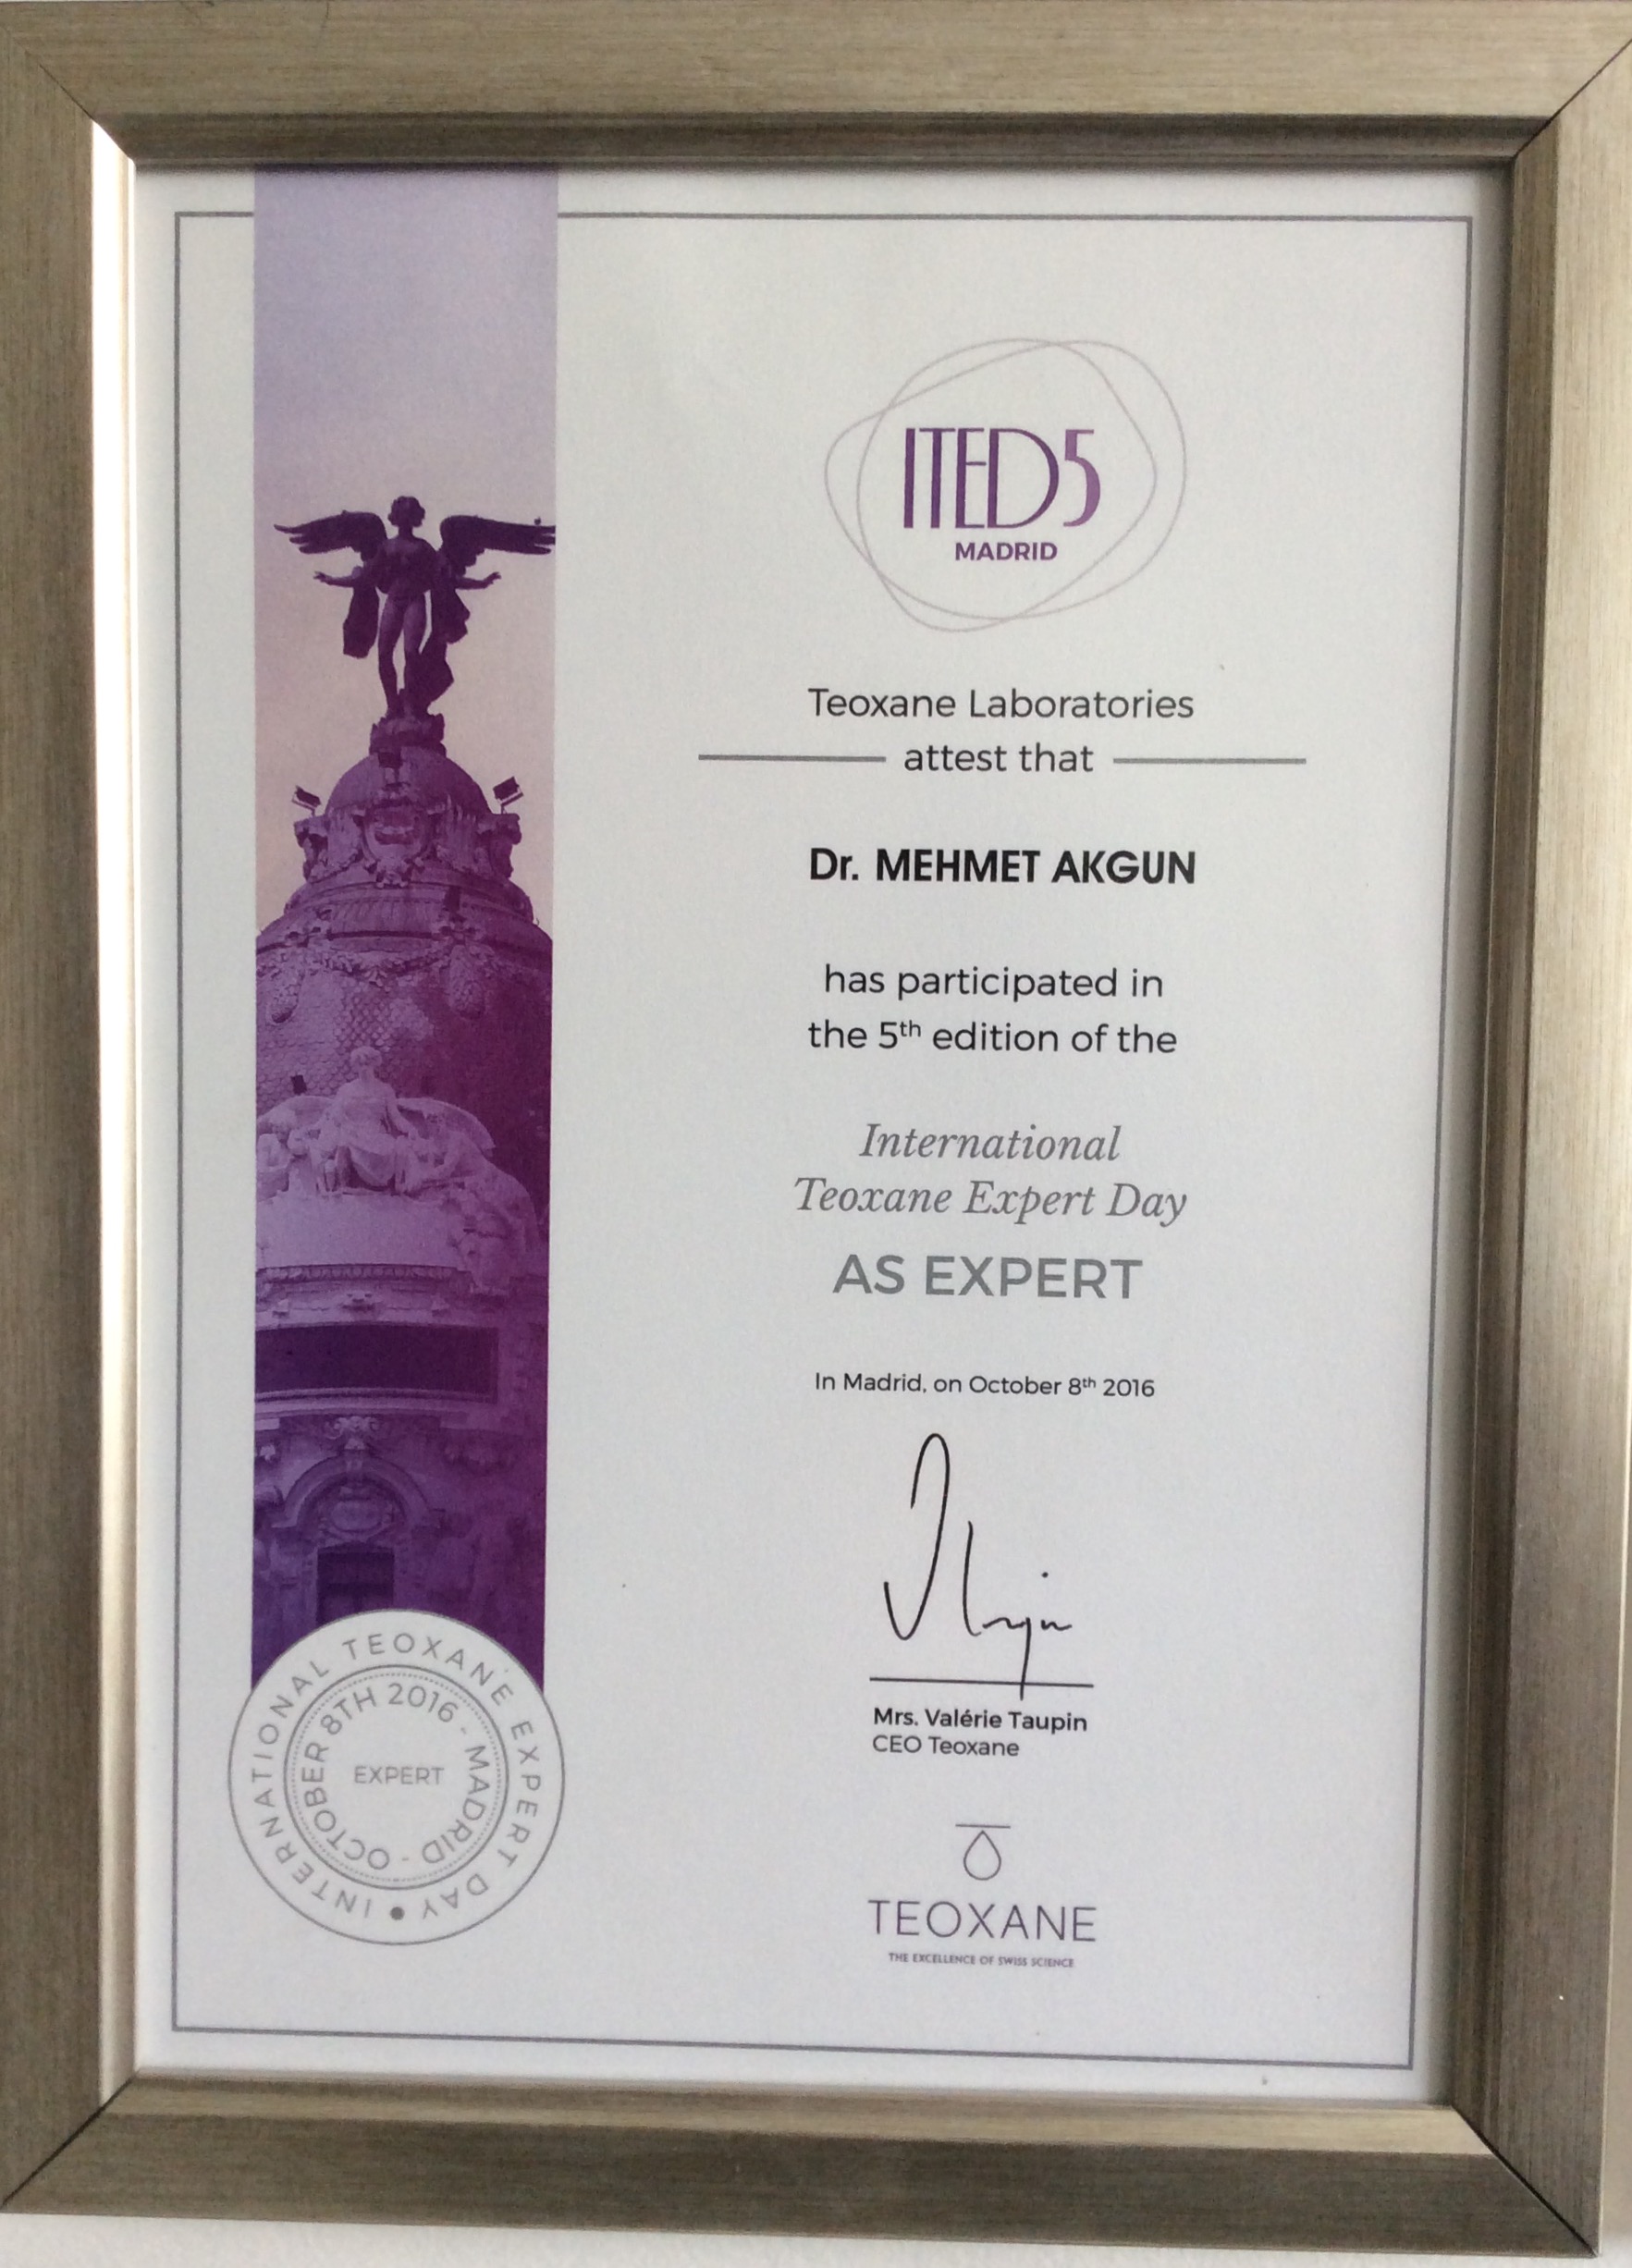 ITED5
MADRID
Teoxane Laboratories
attest that
Dr. MEHMET AKGUN
has participated in
the 5th edition of the
International
Teoxane Expert Day
AS EXPERT
In Madrid, on October 8th 2016
Mrs. Valérie Taupin
CEO Teoxane
TEOXANE
THE EXCELLENCE OF SWISS SCIENCE
INTERNATIONAL TEOXANE EXPERT DAY •
OCTOBER 8TH 2016 - MADRID -
EXPERT